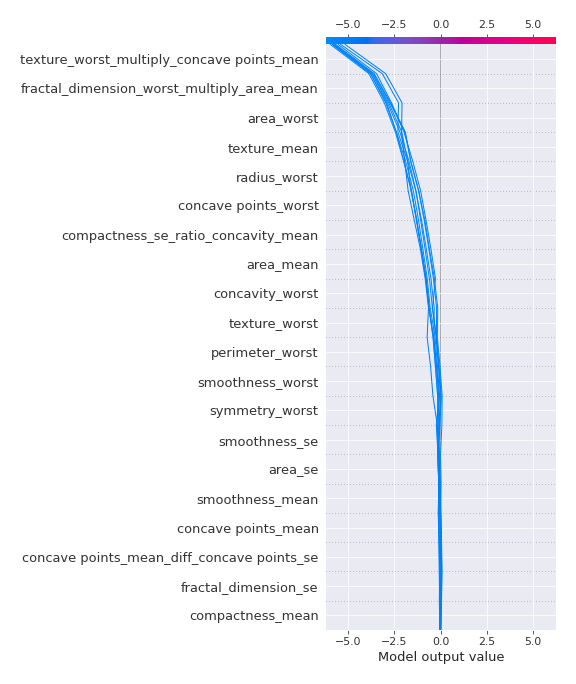 −5.0 −2.5 0.0 2.5 5.0
texture_worst_multiply_concave points_mean
fractal_dimension_worst_multiply_area_mean
area_worst
texture_mean
radius_worst
concave points_worst
compactness_se_ratio_concavity_mean
area_mean
concavity_worst
texture_worst
perimeter_worst
smoothness_worst
symmetry_worst
smoothness_se
area_se
smoothness_mean
concave points_mean
concave points_mean_diff_concave points_se
fractal_dimension_se
compactness_mean
−5.0 −2.5 0.0 2.5 5.0
Model output value